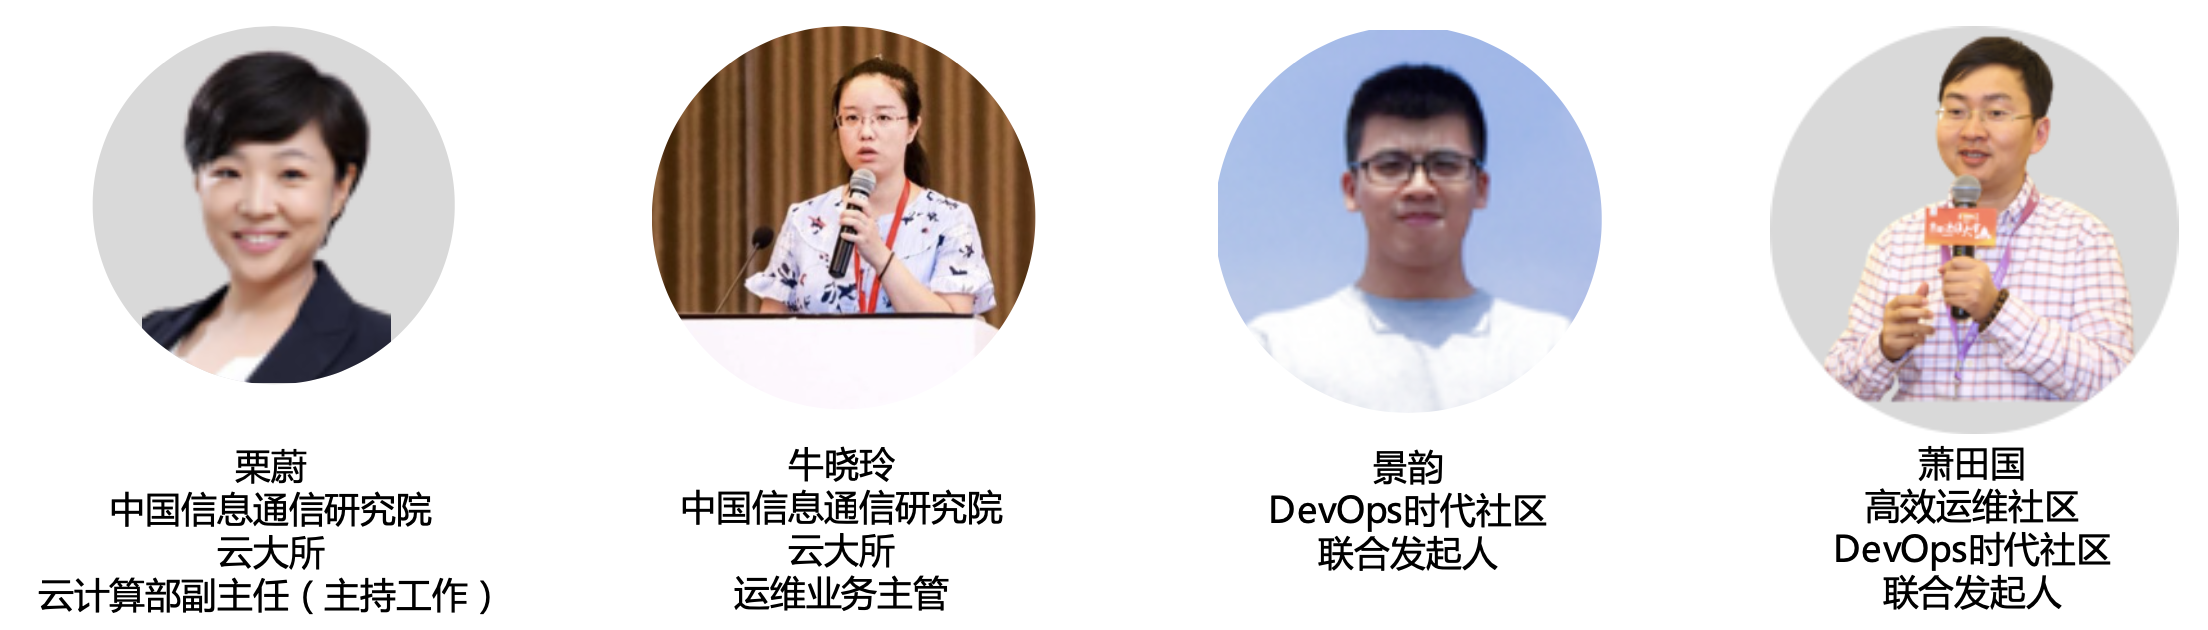 栗蔚
中国信息通信研究院
云大所
云计算部副主任（主持工作）
牛晓玲
中国信息通信研究院
云大所
运维业务主管
景韵
DevOps时代社区
联合发起人
萧田国
高效运维社区
DevOps时代社区
联合发起人